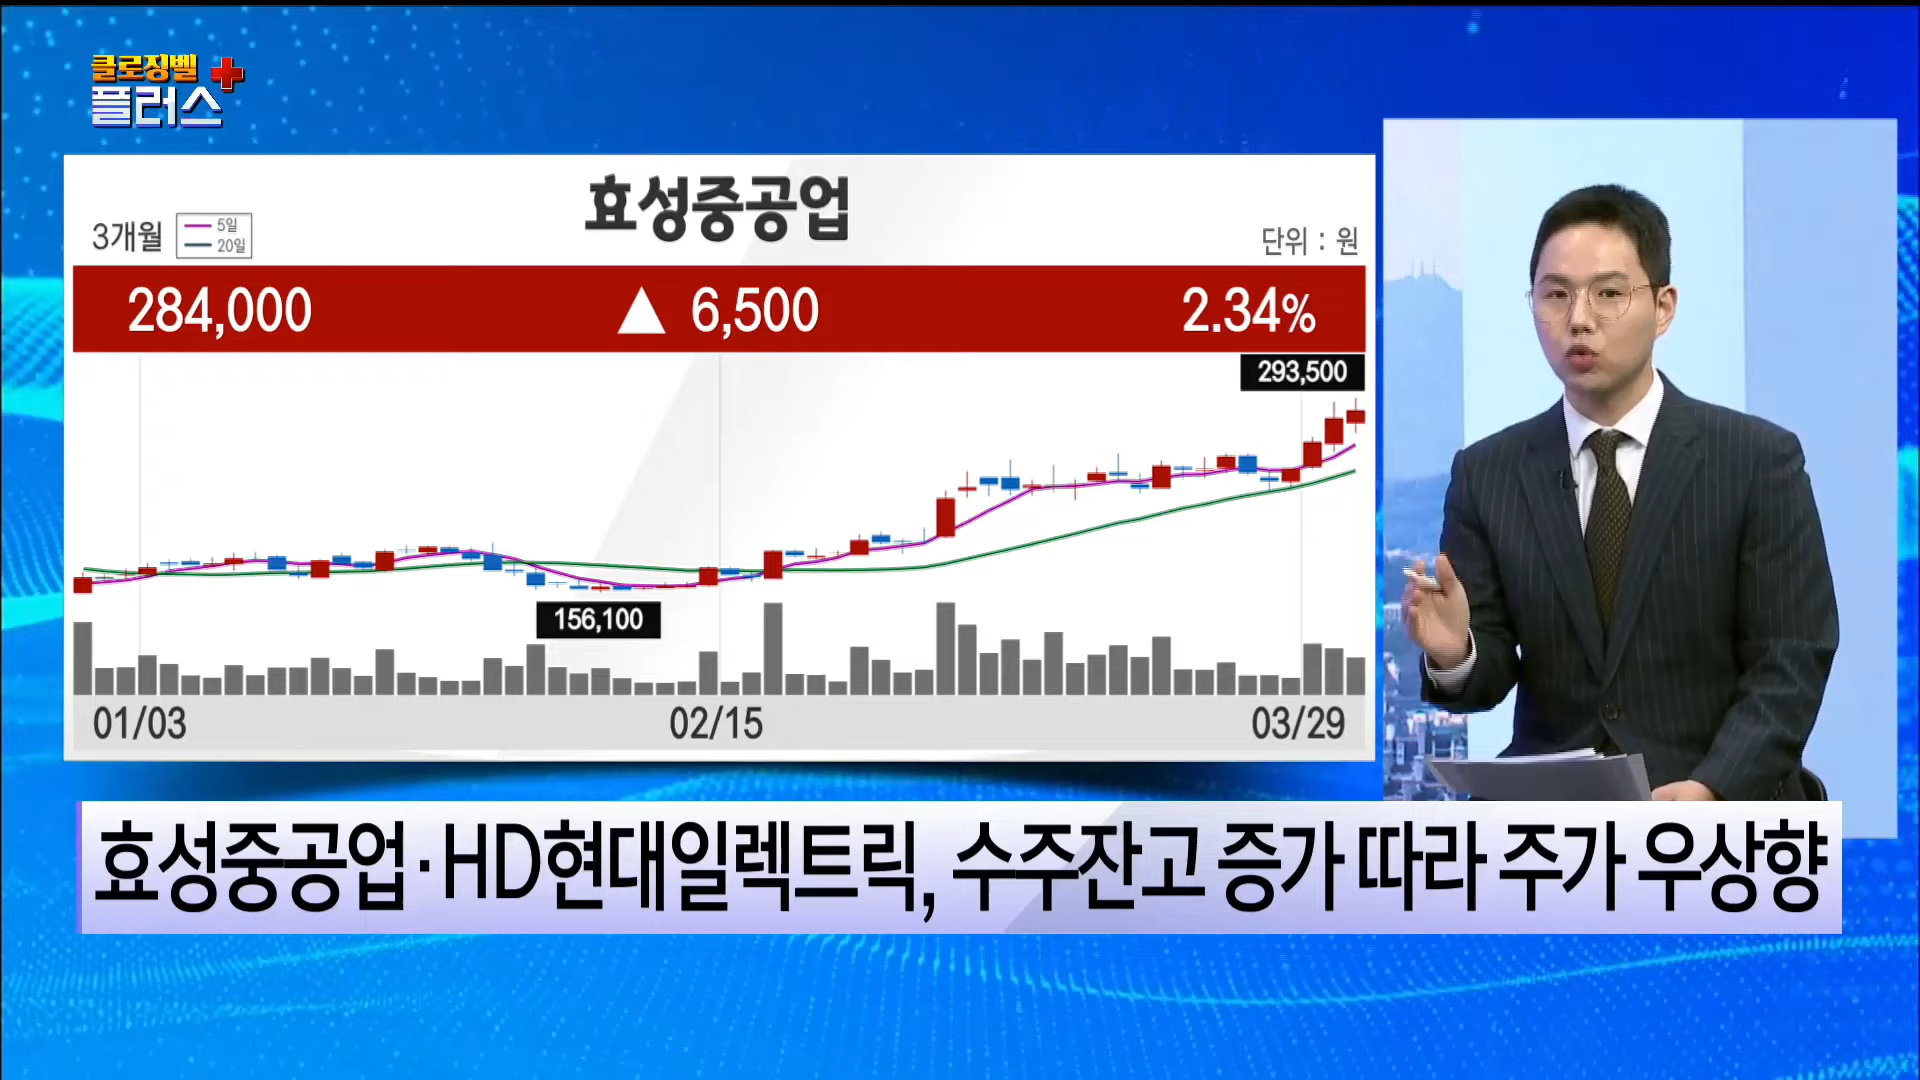 클로징벨
플러스
효성중공업
3개월
5일
20일
단위 : 원
284,000 ▲ 6,500 2.34%
293,500
156,100
01/03 02/15 03/29
효성중공업·HD현대일렉트릭, 수주잔고 증가 따라 주가 우상향